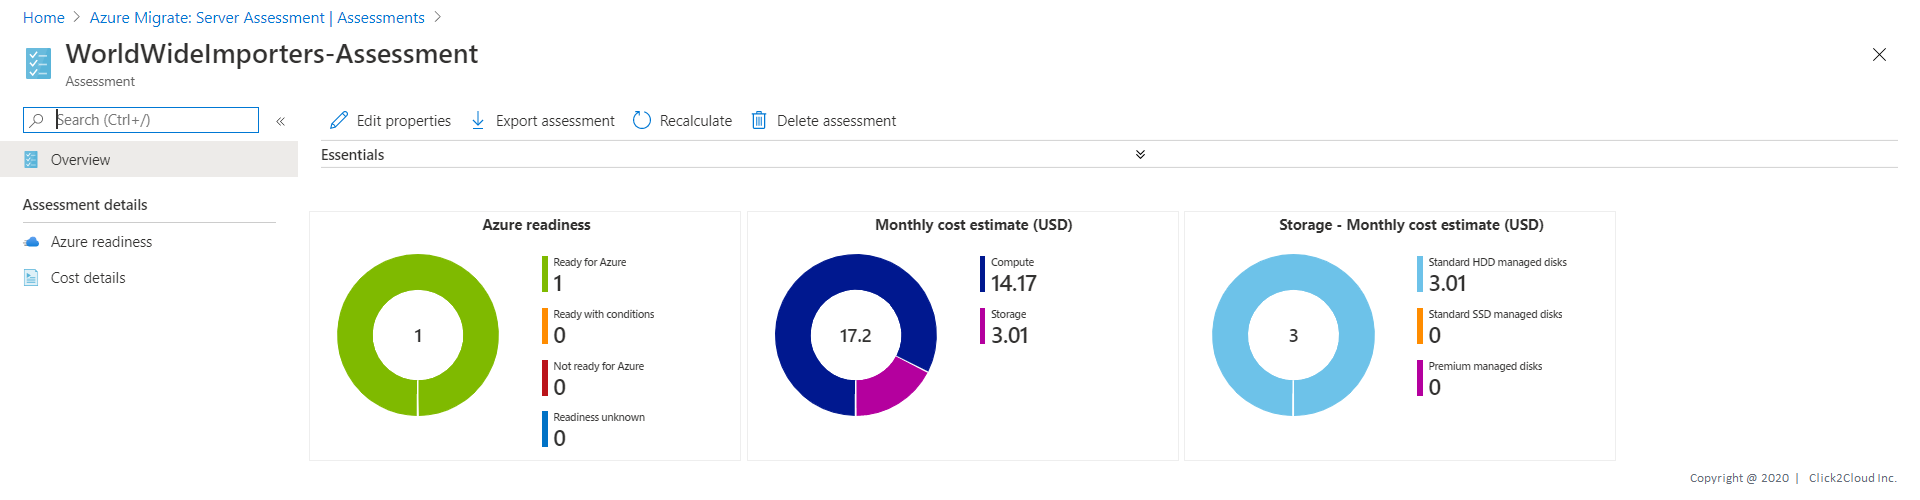 Home > Azure Migrate: Server Assessment | Assessments >
WorldWideImporters-Assessment
Assessment
Search (Ctrl+/)
«
Edit properties
Export assessment
Recalculate
Delete assessment
Overview
Essentials
Assessment details
Azure readiness
Cost details
Azure readiness
1
Ready for Azure
1
Ready with conditions
0
Not ready for Azure
0
Readiness unknown
0
Monthly cost estimate (USD)
17.2
Compute
14.17
Storage
3.01
Storage - Monthly cost estimate (USD)
3
Standard HDD managed disks
3.01
Standard SSD managed disks
0
Premium managed disks
0
Copyright @ 2020 | Click2Cloud Inc.